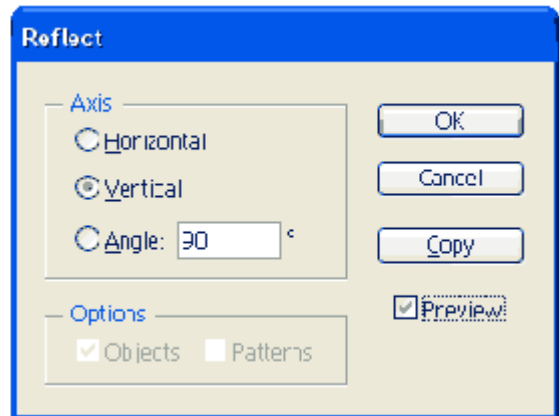 Reflect
Axis
Horizontal
Vertical
Angle: 90 °
OK
Cancel
Copy
Preview
Options
Objects Patterns